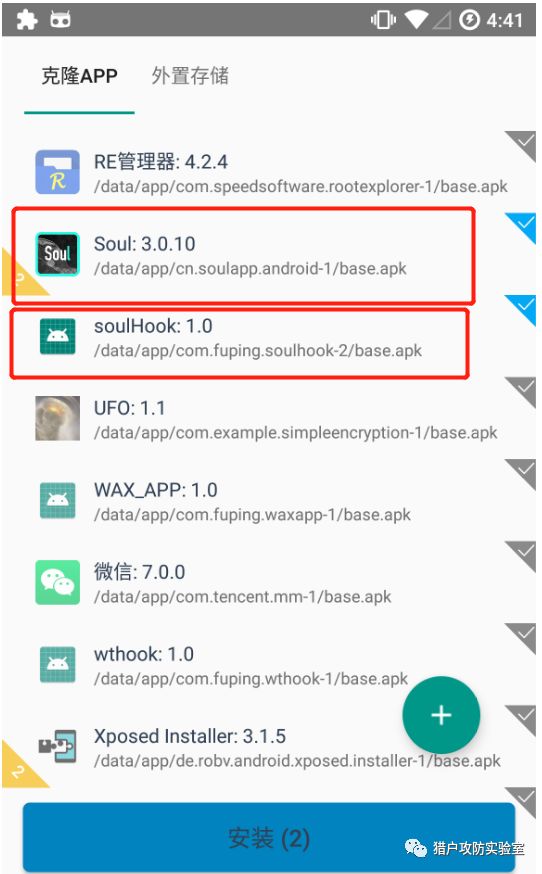 4:41
克隆APP 外置存储
RE管理器: 4.2.4
/data/app/com.speedsoftware.rootexplorer-1/base.apk
Soul
Soul: 3.0.10
/data/app/cn.soulapp.android-1/base.apk
2
soulHook: 1.0
/data/app/com.fuping.soulhook-2/base.apk
UFO: 1.1
/data/app/com.example.simpleencryption-1/base.apk
WAX_APP: 1.0
/data/app/com.fuping.waxapp-1/base.apk
微信: 7.0.0
/data/app/com.tencent.mm-1/base.apk
wthook: 1.0
/data/app/com.fuping.wthook-1/base.apk
Xposed Installer: 3.1.5
/data/app/de.robv.android.xposed.installer-1/base.apk
2
安装 (2)
猎户攻防实验室